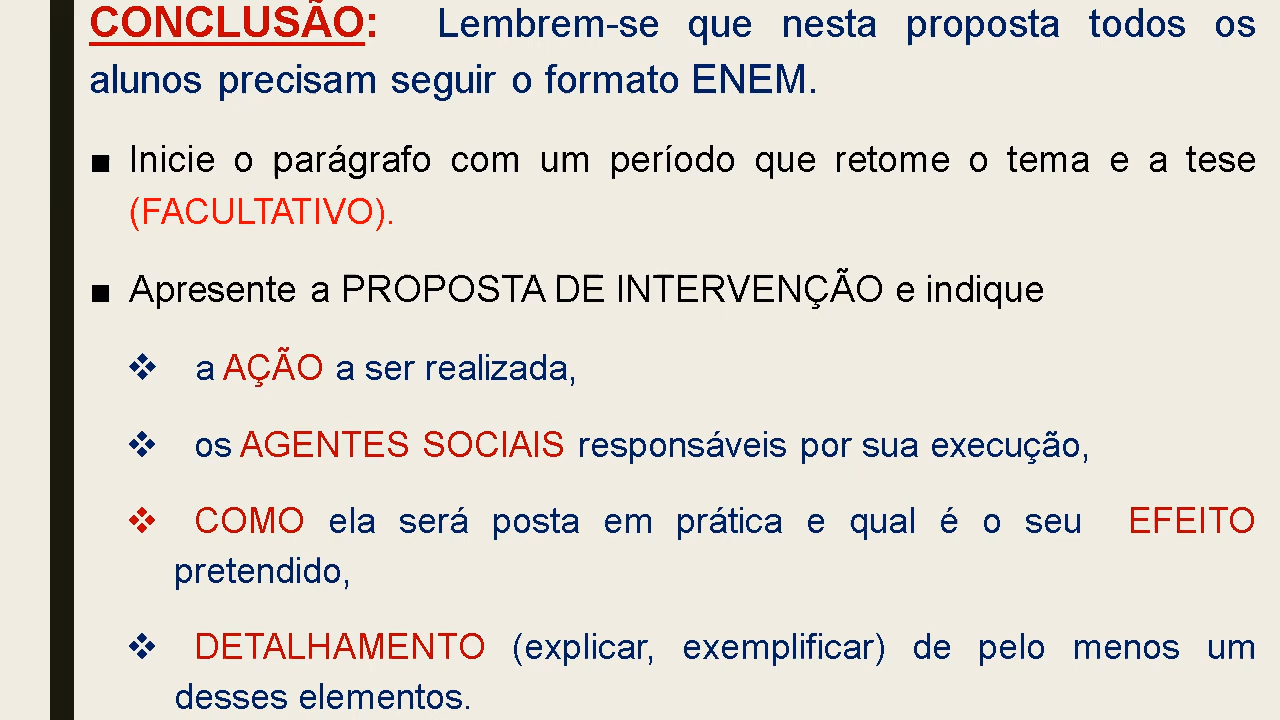 CONCLUSÃO: Lembrem-se que nesta proposta todos os
alunos precisam seguir o formato ENEM.
■ Inicie o parágrafo com um período que retome o tema e a tese
(FACULTATIVO).
■ Apresente a PROPOSTA DE INTERVENÇÃO e indique
❖ a AÇÃO a ser realizada,
❖ os AGENTES SOCIAIS responsáveis por sua execução,
❖ COMO ela será posta em prática e qual é o seu EFEITO
pretendido,
❖ DETALHAMENTO (explicar, exemplificar) de pelo menos um
desses elementos.